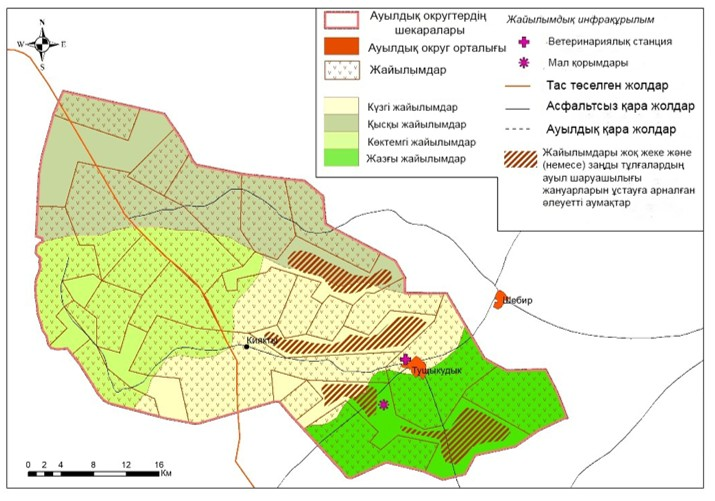 N
W
E
S
Ауылдық округтердің
шекаралары
Ауылдық округ орталығы
Жайылымдар
Күзгі жайылымдар
Қысқы жайылымдар
Көктемгі жайылымдар
Жазғы жайылымдар
Жайылымдық инфрақұрылым
Ветеринариялық станция
Мал қорымдары
Тас төселген жолдар
Асфальтсыз қара жолдар
Ауылдық қара жолдар
Жайылымдары жоқ жеке және
(немесе) заңды тұлғалардың
ауыл шаруашылығы
жануарларын ұстауға арналған
әлеуетті аумақтар
Шебир
Киякты
Тущыкудык
0 2 4 8 12 16
Км